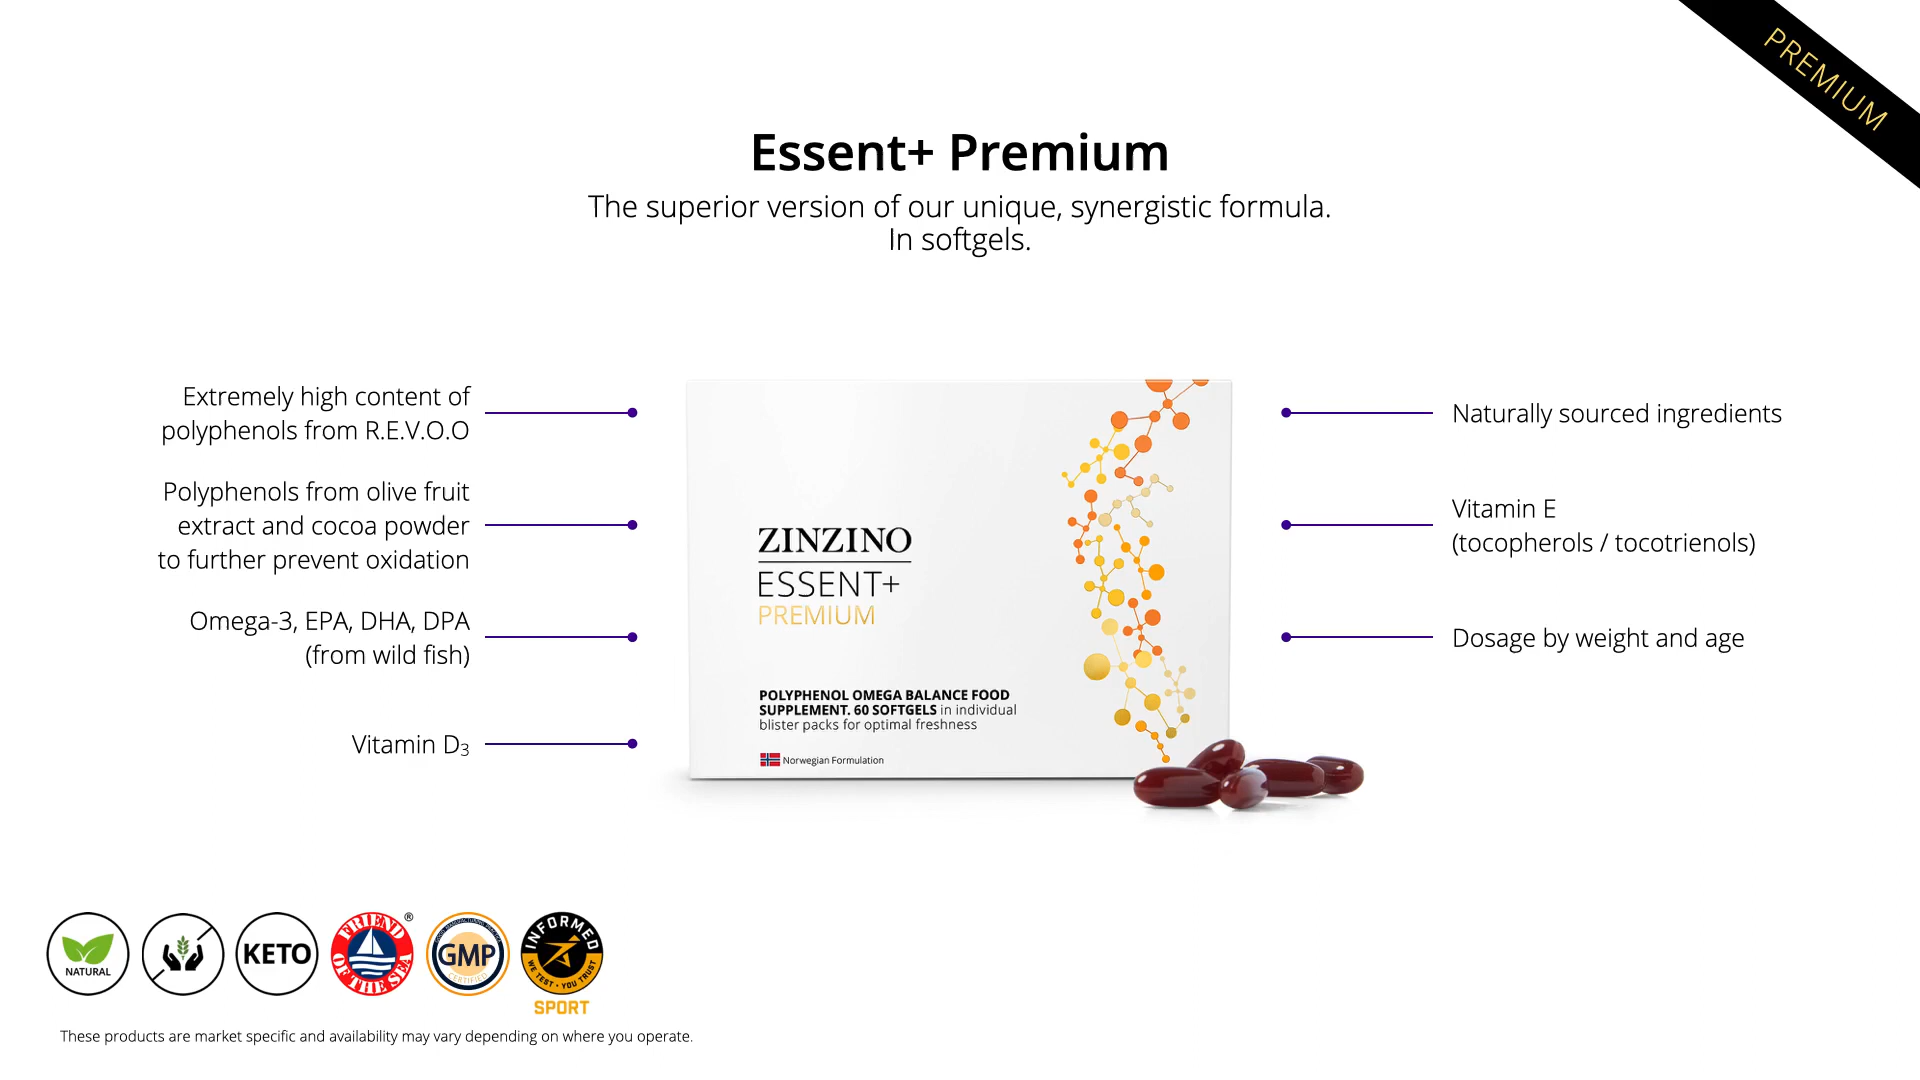 PREMIUM
Essent+ Premium
The superior version of our unique, synergistic formula.
In softgels.
Extremely high content of
polyphenols from R.E.V.O.O
Polyphenols from olive fruit
extract and cocoa powder
to further prevent oxidation
Omega-3, EPA, DHA, DPA
(from wild fish)
Vitamin D₃
ZINZINO
ESSENT+
PREMIUM
POLYPHENOL OMEGA BALANCE FOOD
SUPPLEMENT. 60 SOFTGELS in individual
blister packs for optimal freshness
Norwegian Formulation
Naturally sourced ingredients
Vitamin E
(tocopherols / tocotrienols)
Dosage by weight and age
NATURAL
KETO
FRIEND
OF THE SEA
®
GOOD MANUFACTURING PRACTICE
GMP
CERTIFIED
INFORMED
WE TEST • YOU TRUST
SPORT
These products are market specific and availability may vary depending on where you operate.